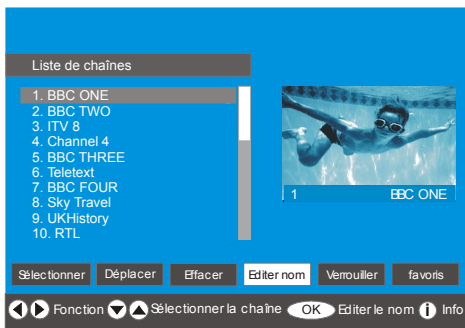 Liste de chaînes
1. BBC ONE
2. BBC TWO
3. ITV 8
4. Channel 4
5. BBC THREE
6. Teletext
7. BBC FOUR
8. Sky Travel
9. UKHistory
10. RTL
1 BBC ONE
Sélectionner Déplacer Effacer Editer nom Verrouiller favoris
Fonction Sélectionner la chaîne OK Editer le nom i Info